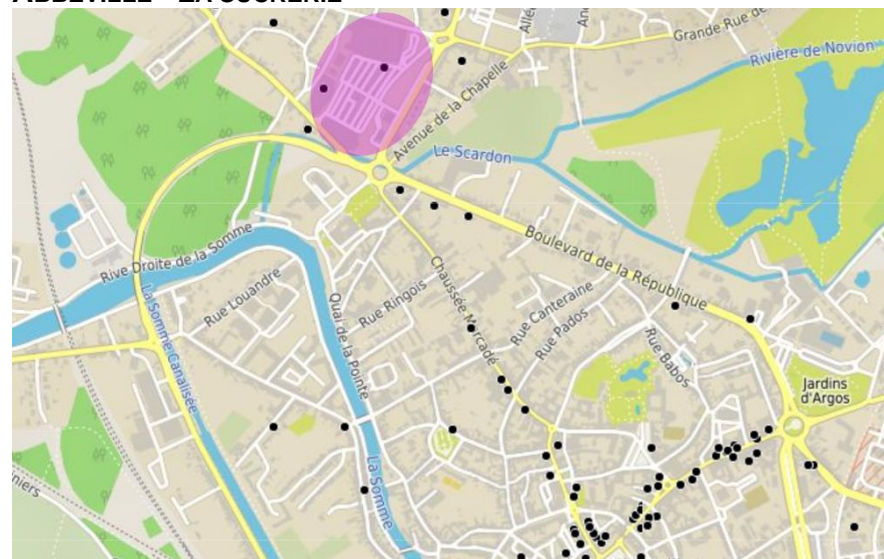 ABBEVILLE - LA SUCRERIE
Grande Rue de
Rivière de Novion
Avenue de la Chapelle
Le Scardon
Rive Droite de la Somme
Boulevard de la République
Chaussée Marcadé
Rue Louandre
Rue Ringois
Quai de la Pointe
Rue Canteraine
Rue Pados
Rue Babos
La Somme Canalisée
Jardins
d'Argos
La Somme
niers